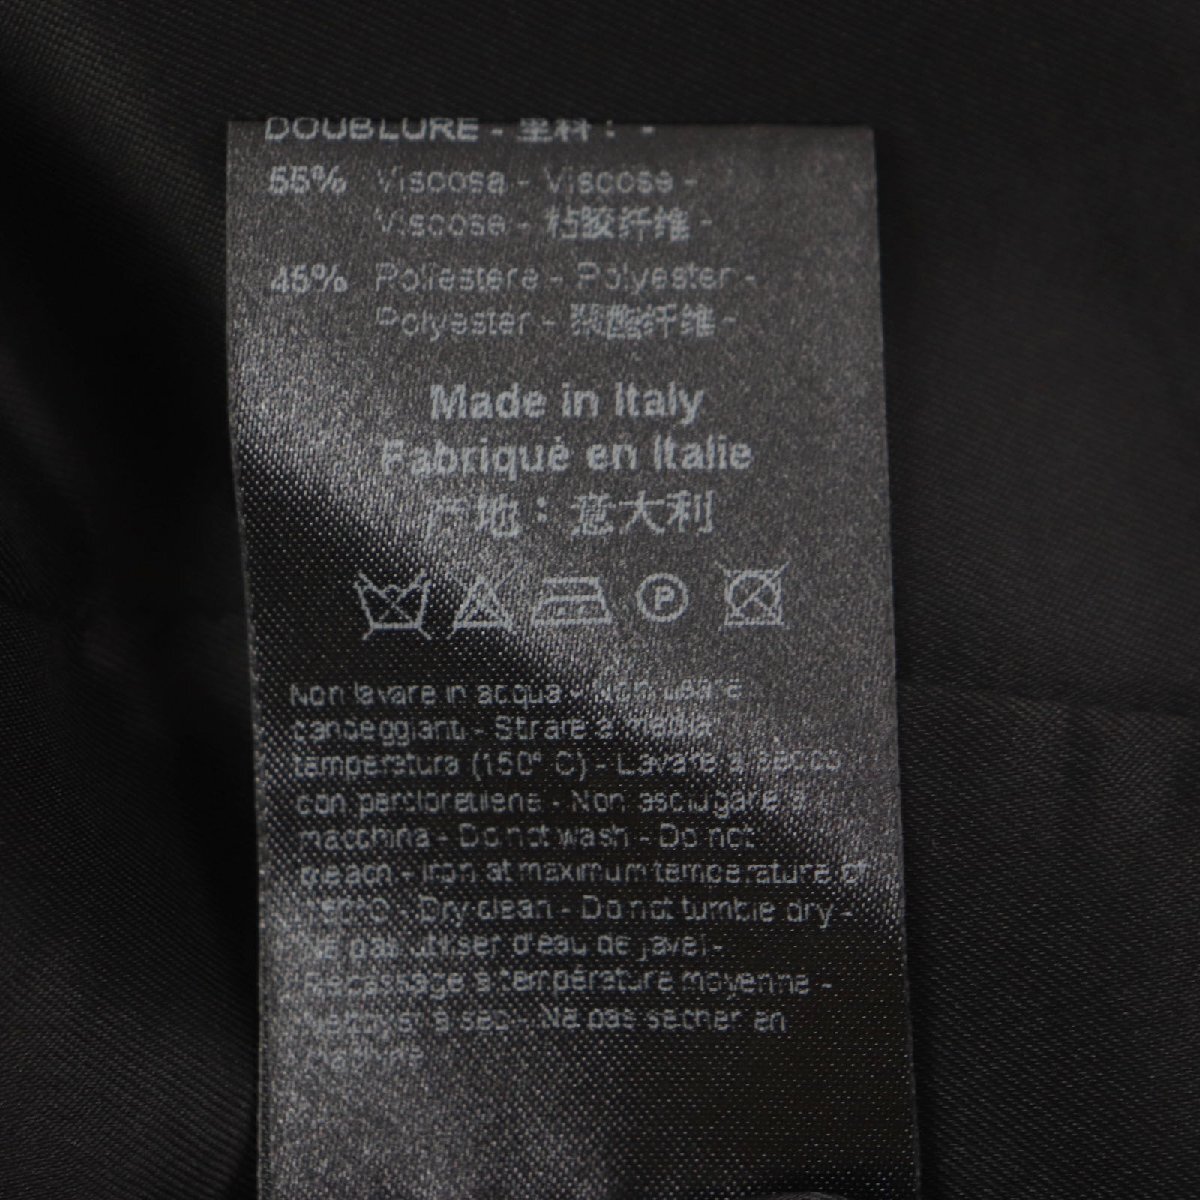 DOUBLURE - 里料： -
55% Viscosa - Viscose -
Viscose - 粘胶纤维 -
45% Poliestere - Polyester -
Polyester - 聚酯纤维 -
Made in Italy
Fabriqué en Italie
产地：意大利
P
Non lavare in acqua - Non usare
candeggianti - Stirare a media
temperatura (150° C) - Lavare a secco
con percloretilene - Non asciugare a
macchina - Do not wash - Do not
bleach - Iron at maximum temperature of
150°C - Dry clean - Do not tumble dry -
Ne pas utiliser d'eau de javel -
Repassage à température moyenne -
à sec - Ne pas sécher en
machine